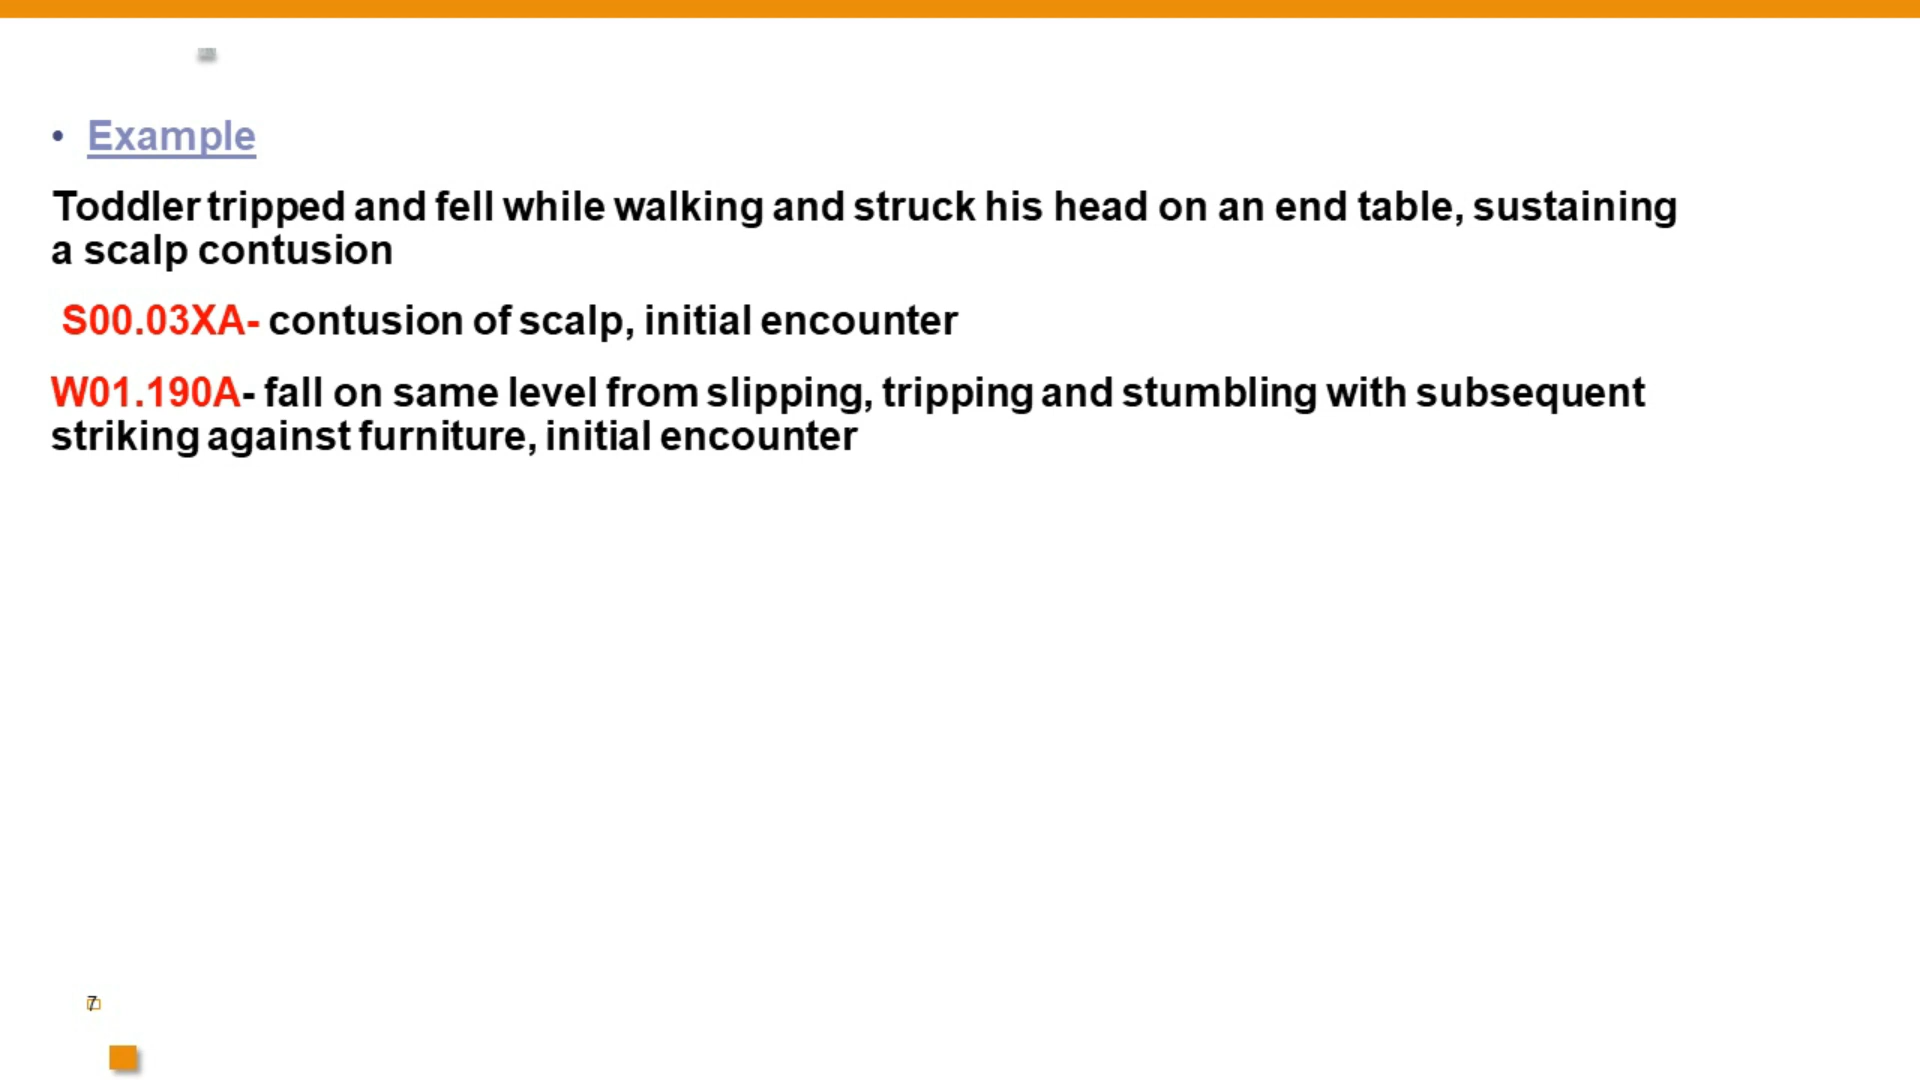 • Example
Toddler tripped and fell while walking and struck his head on an end table, sustaining
a scalp contusion
S00.03XA- contusion of scalp, initial encounter
W01.190A- fall on same level from slipping, tripping and stumbling with subsequent
striking against furniture, initial encounter
7